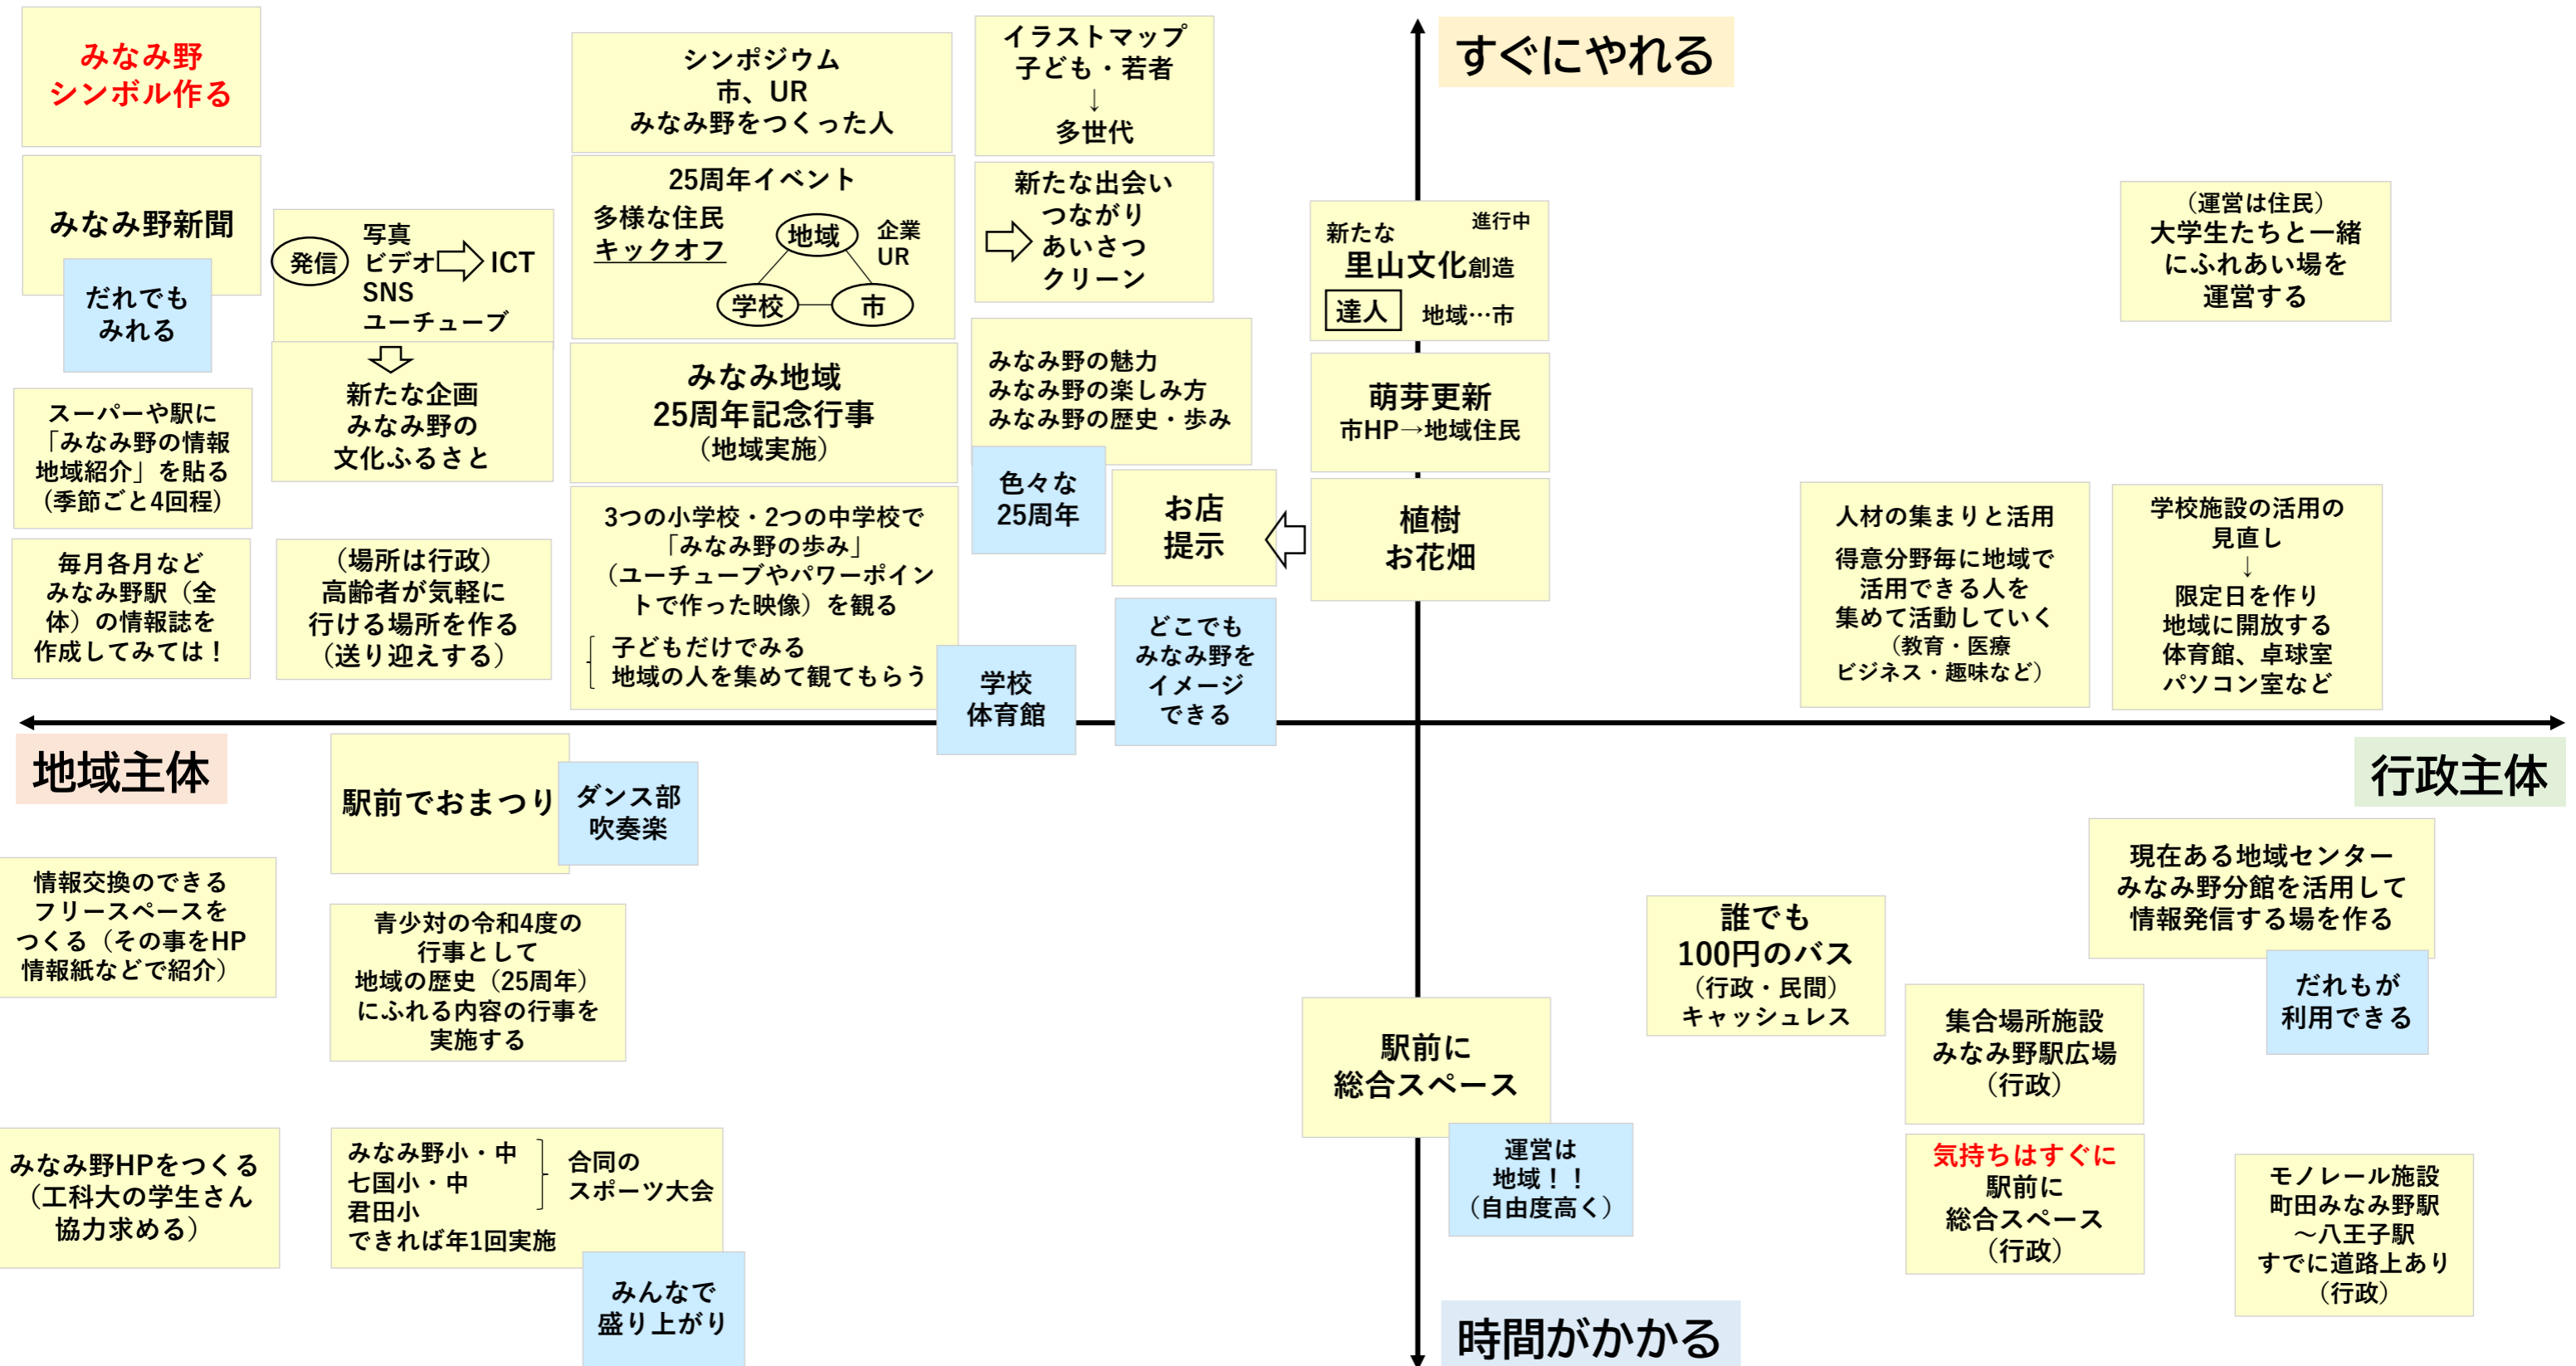 みなみ野
シンボル作る
みなみ野新聞
だれでも
みれる
スーパーや駅に
「みなみ野の情報
地域紹介」を貼る
(季節ごと4回程)
毎月各月など
みなみ野駅（全
体）の情報誌を
作成してみては！
発信
写真
ビデオ
SNS
ユーチューブ
ICT
新たな企画
みなみ野の
文化ふるさと
（場所は行政）
高齢者が気軽に
行ける場所を作る
（送り迎えする）
シンポジウム
市、UR
みなみ野をつくった人
25周年イベント
多様な住民
キックオフ
地域
企業
UR
学校
市
みなみ地域
25周年記念行事
（地域実施）
3つの小学校・2つの中学校で
「みなみ野の歩み」
（ユーチューブやパワーポイン
トで作った映像）を観る
子どもだけでみる
地域の人を集めて観てもらう
学校
体育館
イラストマップ
子ども・若者
↓
多世代
新たな出会い
つながり
あいさつ
クリーン
みなみ野の魅力
みなみ野の楽しみ方
みなみ野の歴史・歩み
色々な
25周年
お店
提示
どこでも
みなみ野を
イメージ
できる
すぐにやれる
進行中
新たな
里山文化創造
達人 地域…市
萌芽更新
市HP→地域住民
植樹
お花畑
（運営は住民）
大学生たちと一緒
にふれあい場を
運営する
人材の集まりと活用
得意分野毎に地域で
活用できる人を
集めて活動していく
（教育・医療
ビジネス・趣味など）
学校施設の活用の
見直し
↓
限定日を作り
地域に開放する
体育館、卓球室
パソコン室など
地域主体
行政主体
駅前でおまつり
ダンス部
吹奏楽
情報交換のできる
フリースペースを
つくる（その事をHP
情報紙などで紹介）
青少対の令和4度の
行事として
地域の歴史（25周年）
にふれる内容の行事を
実施する
みなみ野HPをつくる
（工科大の学生さん
協力求める）
みなみ野小・中
七国小・中
君田小
できれば年1回実施
合同の
スポーツ大会
みんなで
盛り上がり
駅前に
総合スペース
運営は
地域！！
（自由度高く）
誰でも
100円のバス
（行政・民間）
キャッシュレス
現在ある地域センター
みなみ野分館を活用して
情報発信する場を作る
だれもが
利用できる
集合場所施設
みなみ野駅広場
（行政）
気持ちはすぐに
駅前に
総合スペース
（行政）
モノレール施設
町田みなみ野駅
～八王子駅
すでに道路上あり
（行政）
時間がかかる